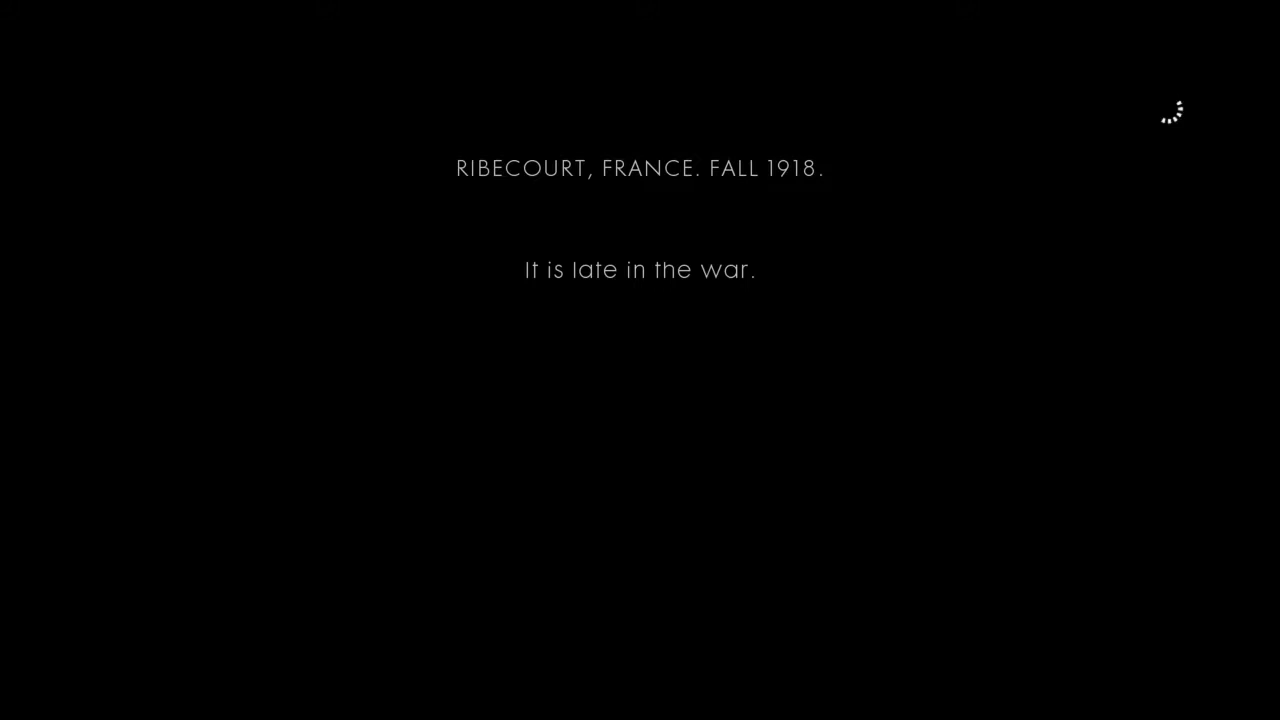 RIBECOURT, FRANCE. FALL 1918.
It is late in the war.